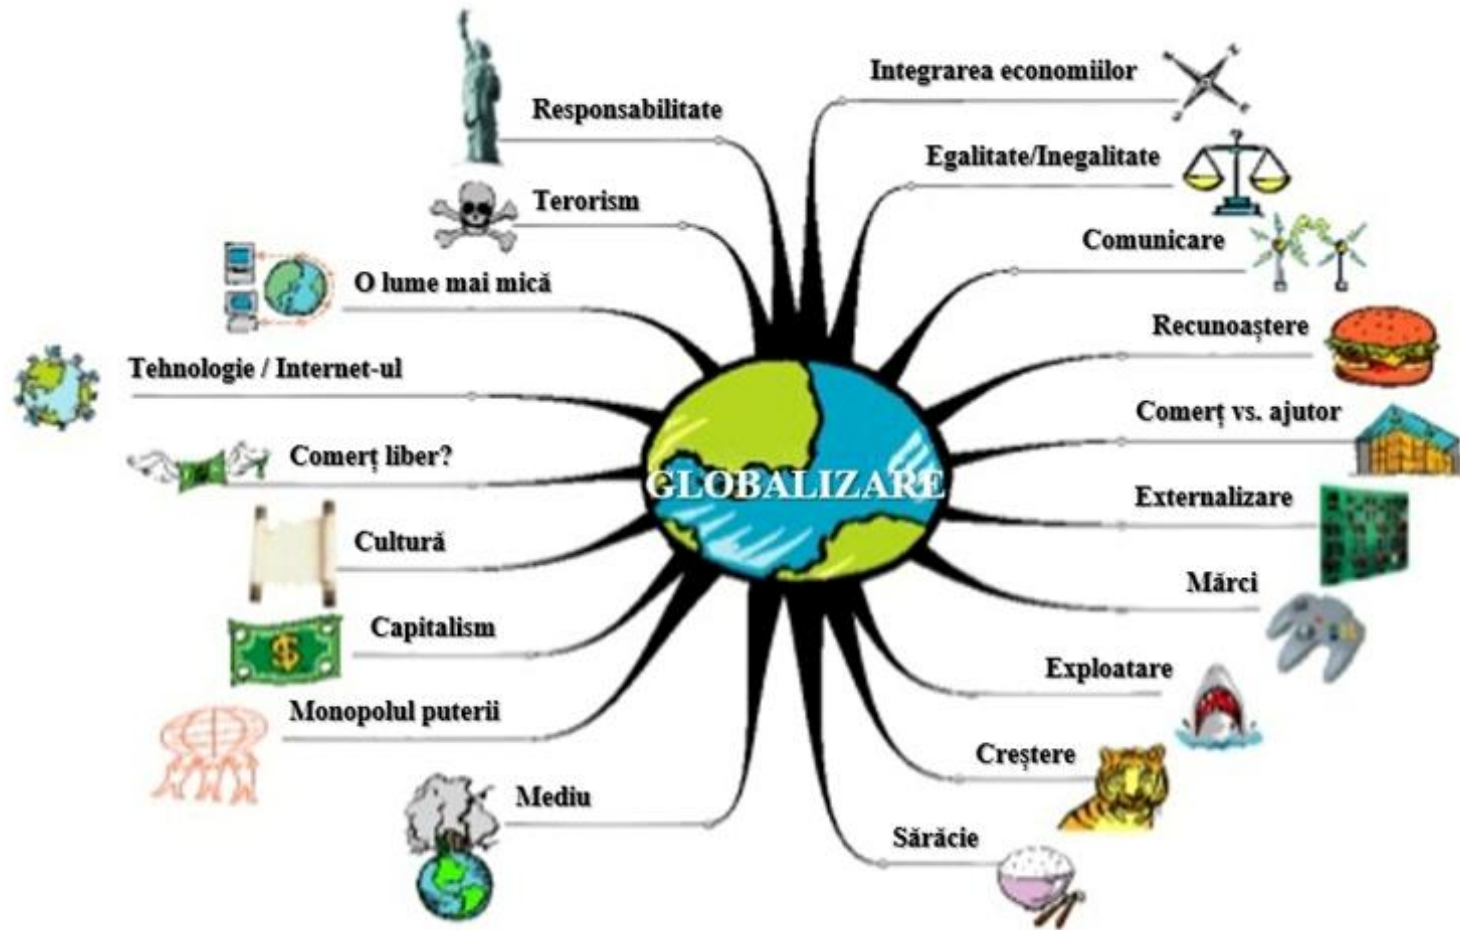 Responsabilitate
Integrarea economiilor
Egalitate/Inegalitate
Terorism
Comunicare
O lume mai mică
Recunoaștere
Tehnologie / Internet-ul
Comerț vs. ajutor
Comerț liber?
GLOBALIZARE
Externalizare
Cultură
Mărci
Capitalism
Exploatare
Monopolul puterii
Creștere
Mediu
Sărăcie